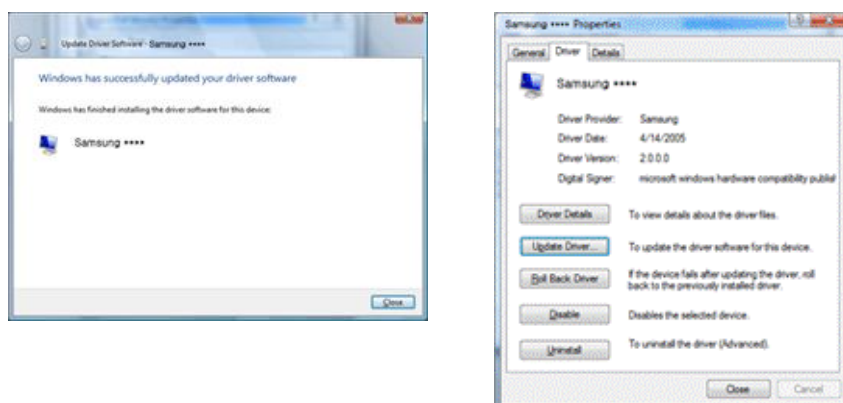 Update Driver Software - Samsung ****
Windows has successfully updated your driver software
Windows has finished installing the driver software for this device:
Samsung ****
Close
Samsung **** Properties
General Driver Details
Samsung ****
Driver Provider: Samsung
Driver Date: 4/14/2005
Driver Version: 2.0.0.0
Digital Signer: microsoft windows hardware compatibility publist
Driver Details To view details about the driver files.
Update Driver... To update the driver software for this device.
Roll Back Driver If the device fails after updating the driver, roll
back to the previously installed driver.
Disable Disables the selected device.
Uninstall To uninstall the driver (Advanced).
Close Cancel